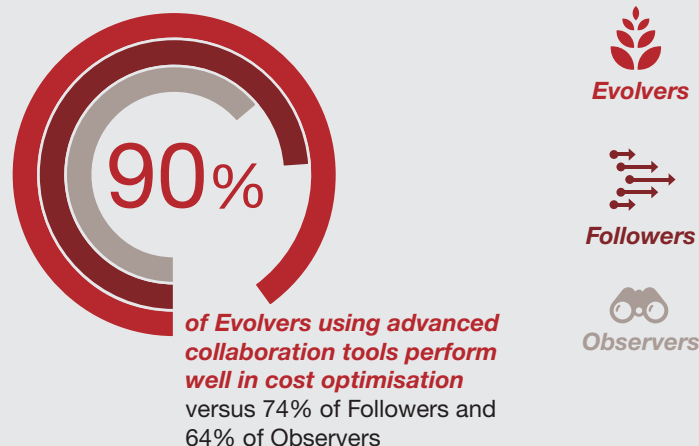 90%
of Evolvers using advanced
collaboration tools perform
well in cost optimisation
versus 74% of Followers and
64% of Observers
Evolvers
Followers
Observers